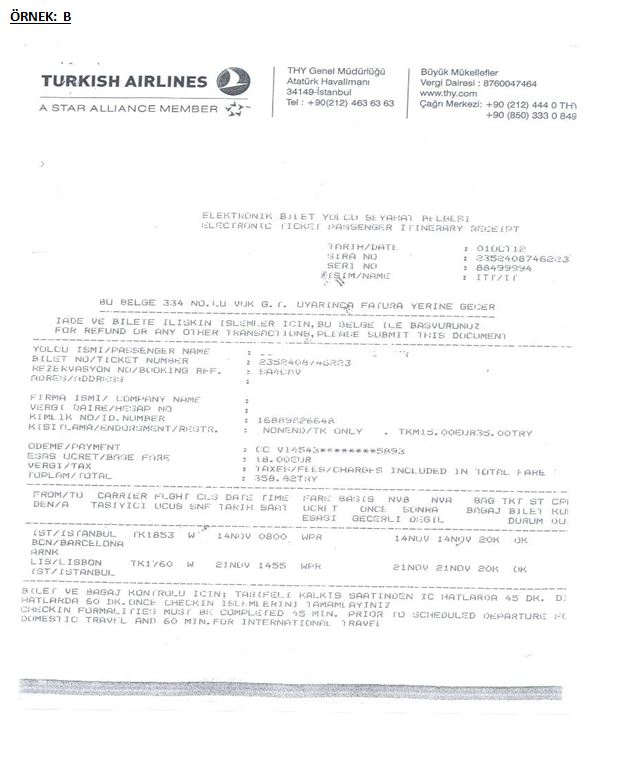 ÖRNEK: B
TURKISH AIRLINES
A STAR ALLIANCE MEMBER
THY Genel Müdürlüğü
Atatürk Havalimanı
34149-İstanbul
Tel : +90(212) 463 63 63
Büyük Mükellefler
Vergi Dairesi : 8760047464
www.thy.com
Çağrı Merkezi: +90 (212) 444 0 THY
+90 (850) 333 0 849
ELEKTRONIK BILET YOLCU SEYAHAT BELGESI
ELECTRONIC TICKET PASSENGER ITINERARY RECEIPT
TARIH/DATE : 01OCT12
SIRA NO : 2352408746223
SERI NO : 88499994
ISIM/NAME : ITT/IT
BU BELGE 334 NO.LU VUK G.T. UYARINCA FATURA YERINE GECER
IADE VE BILETE ILISKIN ISLEMLER ICIN,BU BELGE ILE BASVURUNUZ
FOR REFUND OR ANY OTHER TRANSACTIONS,PLEASE SUBMIT THIS DOCUMENT
YOLCU ISMI/PASSENGER NAME :
BILET NO/TICKET NUMBER : 2352408746223
REZERVASYON NO/BOOKING REF. :
ADRES/ADDRESS :
FIRMA ISMI/ COMPANY NAME :
VERGI DAIRE/HESAP NO :
KIMLIK NO/ID.NUMBER : 16889826648
KISITLAMA/ENDORSMENT/RESTR. : NONEND/TK ONLY . TKM15.00EUR35.00TRY
ODEME/PAYMENT : CC VI4543********5893
ESAS UCRET/BASE FARE : 18.00EUR
VERGI/TAX : TAXES/FEES/CHARGES INCLUDED IN TOTAL FARE
TOPLAM/TOTAL : 358.82TRY
FROM/TO CARRIER FLIGHT CLS DATE TIME FARE BASIS NVB NVA BAG TKT ST CPN
DEN/A TASIYICI UCUS SNF TARIH SAAT UCRET ONCE SONRA BAGAJ BILET KU
ESASI GECERLI DEGIL DURUM DU
IST/ISTANBUL TK1853 W 14NOV 0800 WPR 14NOV 14NOV 20K OK
BCN/BARCELONA
ARNK
LIS/LISBON TK1760 W 21NOV 1455 WPR 21NOV 21NOV 20K OK
IST/ISTANBUL
BILET VE BAGAJ KONTROLU ICIN; TARIFELI KALKIS SAATINDEN IC HATLARDA 45 DK. D
HATLARDA 60 DK.ONCE CHECKIN ISLEMLERINI TAMAMLAYINIZ
CHECKIN FORMALITIES MUST BE COMPLETED 45 MIN. PRIOR TO SCHEDULED DEPARTURE FO
DOMESTIC TRAVEL AND 60 MIN.FOR INTERNATIONAL TRAVEL